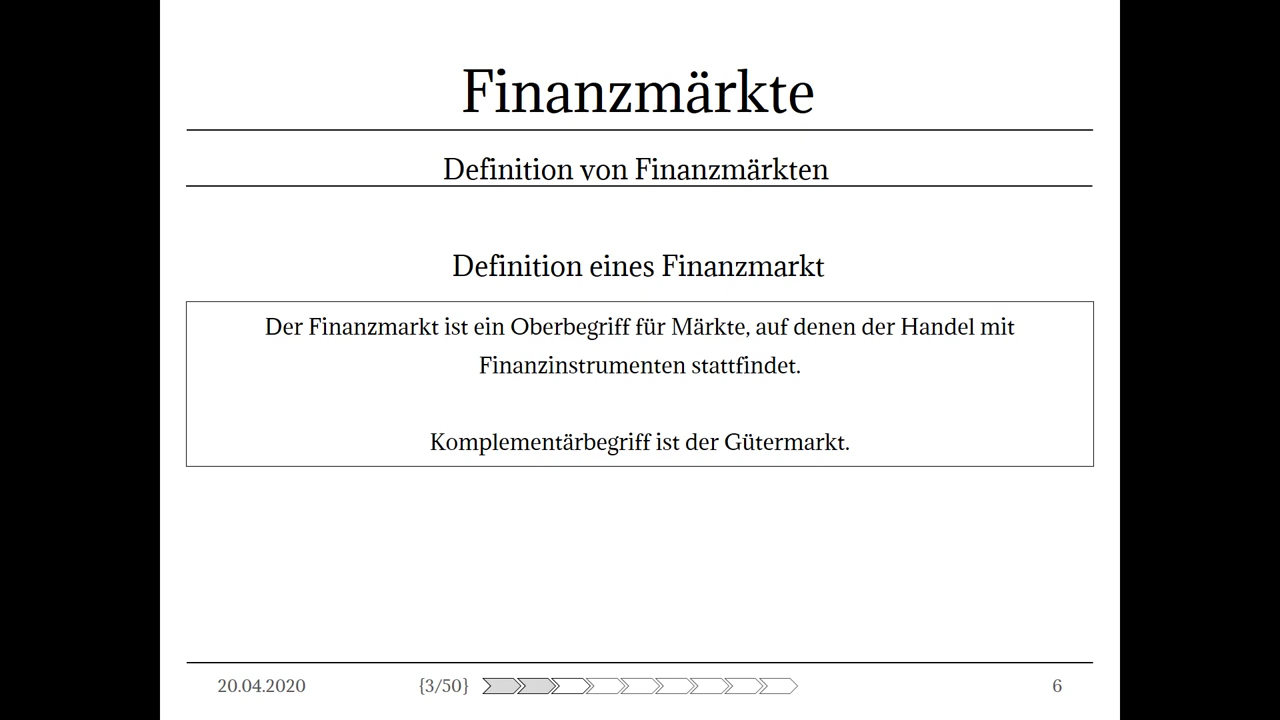 Finanzmärkte
Definition von Finanzmärkten
Definition eines Finanzmarkt
Der Finanzmarkt ist ein Oberbegriff für Märkte, auf denen der Handel mit
Finanzinstrumenten stattfindet.
Komplementärbegriff ist der Gütermarkt.
20.04.2020 {3/50} 6